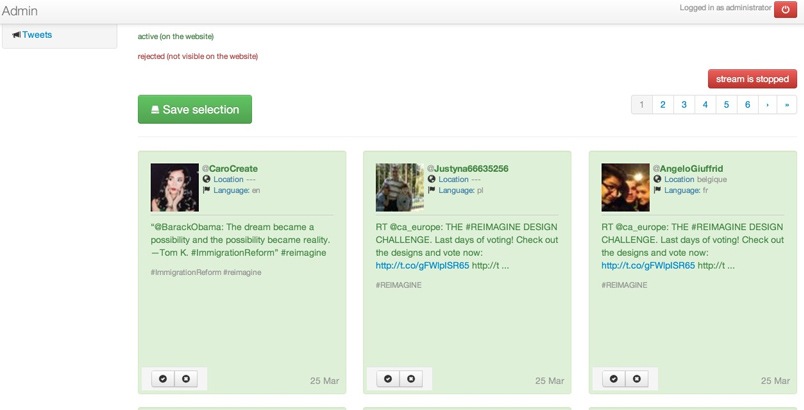 Admin
Logged in as administrator
Tweets
active (on the website)
rejected (not visible on the website)
stream is stopped
Save selection
1 2 3 4 5 6 › »
@CaroCreate
Location ---
Language: en
"@BarackObama: The dream became a
possibility and the possibility became reality.
—Tom K. #ImmigrationReform" #reimagine
#ImmigrationReform #reimagine
25 Mar
@Justyna66635256
Location ---
Language: pl
RT @ca_europe: THE #REIMAGINE DESIGN
CHALLENGE. Last days of voting! Check out
the designs and vote now:
http://t.co/gFWlpISR65 http://t ...
#REIMAGINE
25 Mar
@AngeloGiuffrid
Location belgique
Language: fr
RT @ca_europe: THE #REIMAGINE DESIGN
CHALLENGE. Last days of voting! Check out
the designs and vote now:
http://t.co/gFWlpISR65 http://t ...
#REIMAGINE
25 Mar